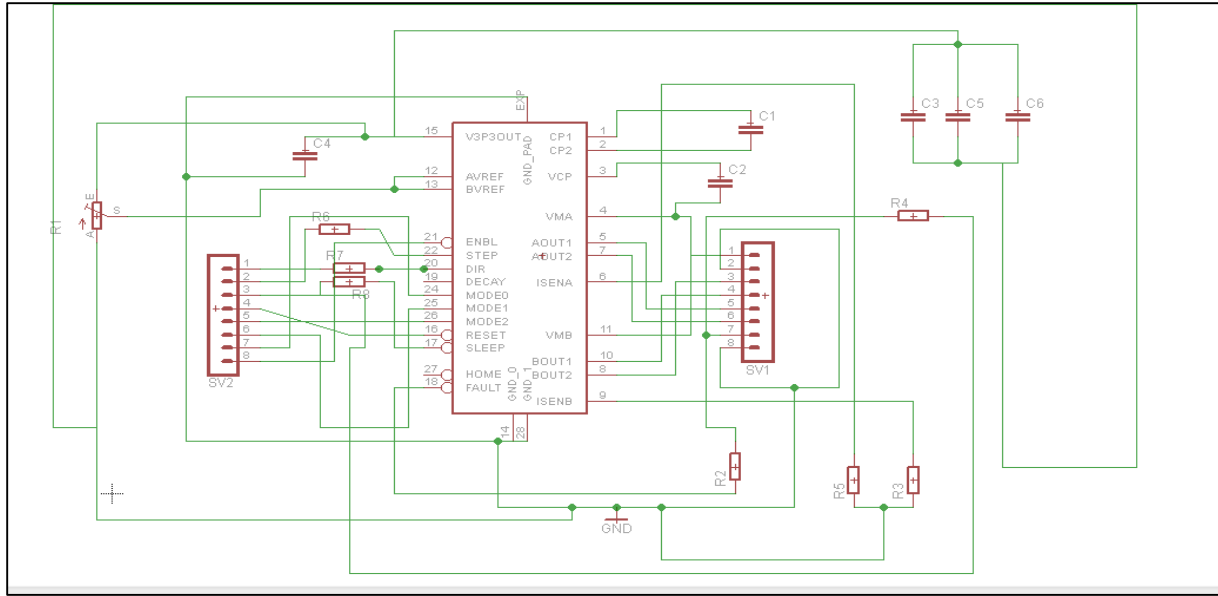 EXP
15 V3P3OUT
GND_PAD
CP1 1
CP2 2
C1
C3
C5
C6
C4
12 AVREF
13 BVREF
VCP 3
C2
E
S
A
R1
VMA 4
R4
R6
21 ENBL
22 STEP
AOUT1 5
AOUT2 7
R7
20 DIR
19 DECAY
ISENA 6
R8
24 MODE0
25 MODE1
26 MODE2
16 RESET
17 SLEEP
VMB 11
27 HOME
18 FAULT
BOUT1 10
BOUT2 8
ISENB 9
GND_0
GND_1
14
28
1
2
3
4
5
6
7
8
SV2
1
2
3
4
5
6
7
8
SV1
R2
R5
R3
GND